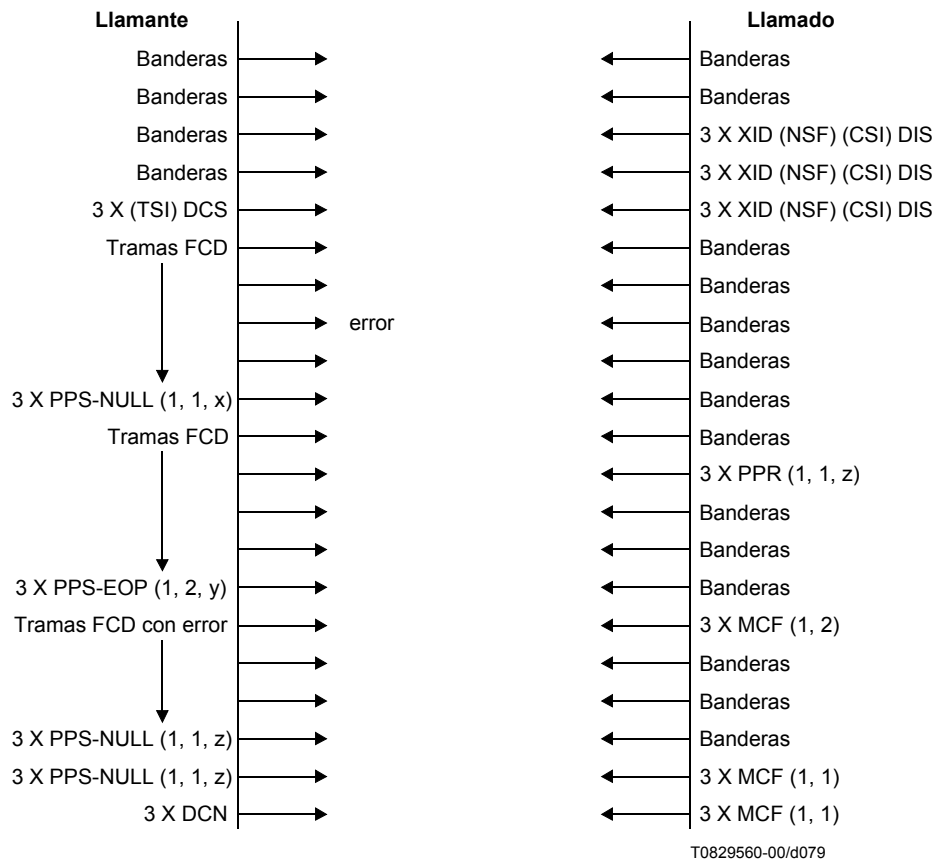 Llamante Llamado
Banderas Banderas
Banderas Banderas
Banderas 3 X XID (NSF) (CSI) DIS
Banderas 3 X XID (NSF) (CSI) DIS
3 X (TSI) DCS 3 X XID (NSF) (CSI) DIS
Tramas FCD Banderas
Banderas
error Banderas
Banderas
3 X PPS-NULL (1, 1, x) Banderas
Tramas FCD Banderas
3 X PPR (1, 1, z)
Banderas
Banderas
3 X PPS-EOP (1, 2, y) Banderas
Tramas FCD con error 3 X MCF (1, 2)
Banderas
Banderas
3 X PPS-NULL (1, 1, z) Banderas
3 X PPS-NULL (1, 1, z) 3 X MCF (1, 1)
3 X DCN 3 X MCF (1, 1)
T0829560-00/d079